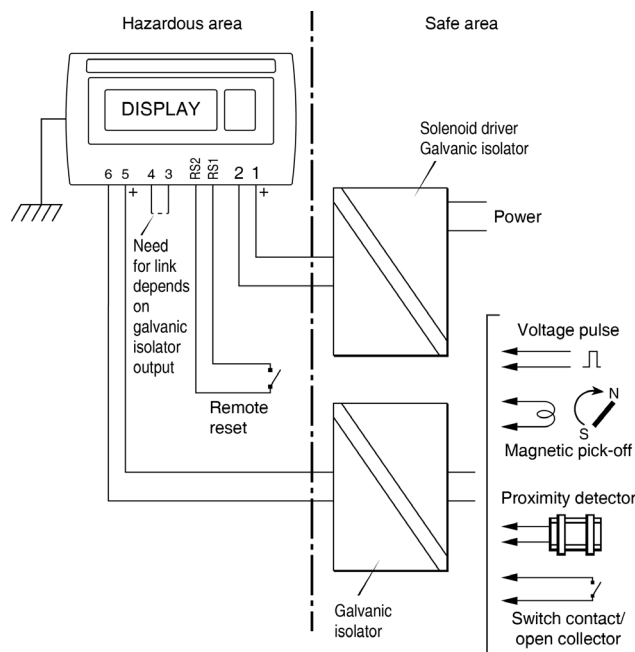 Hazardous area
Safe area
DISPLAY
6 5 4 3 RS2 RS1 2 1
+ +
Solenoid driver
Galvanic isolator
Power
Need
for link
depends
on
galvanic
isolator
output
Remote
reset
Voltage pulse
N
S
Magnetic pick-off
Proximity detector
Switch contact/
open collector
Galvanic
isolator